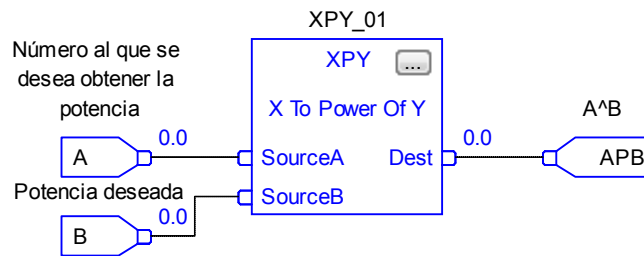 XPY_01
Número al que se
desea obtener la
potencia
XPY
...
X To Power Of Y
A^B
0.0
0.0
A
SourceA
Dest
APB
Potencia deseada
SourceB
0.0
B